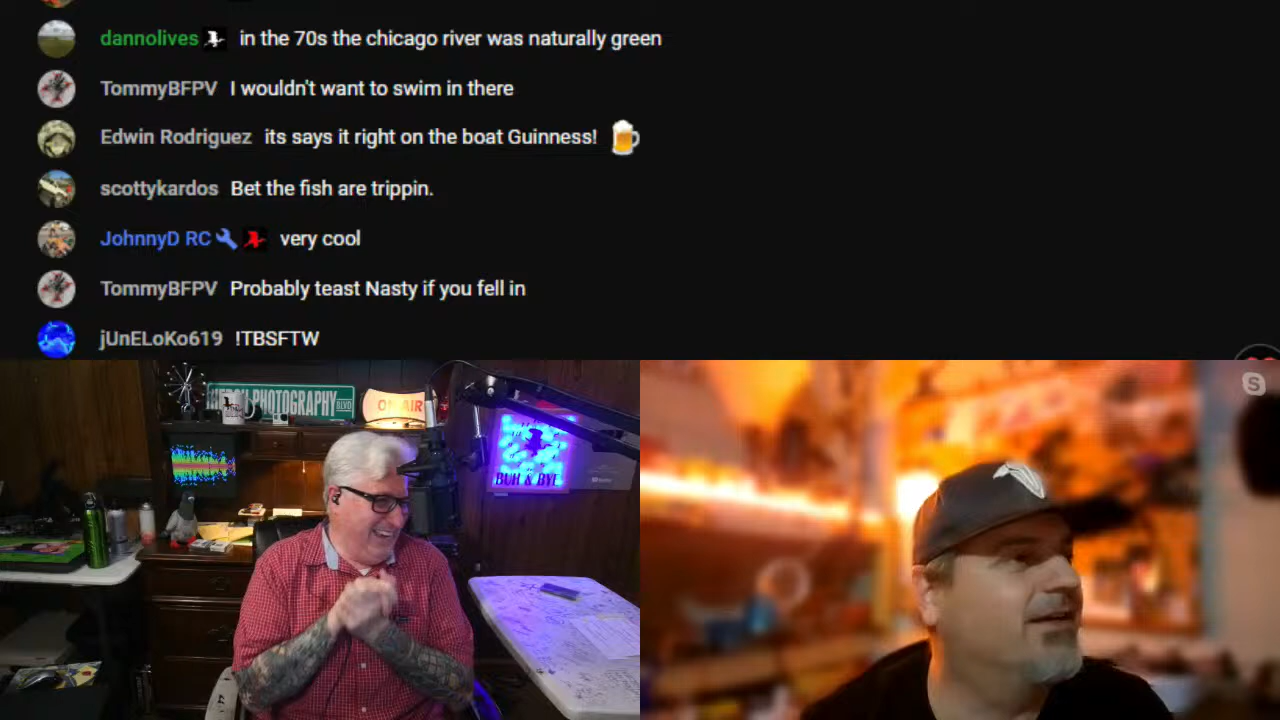 dannolives in the 70s the chicago river was naturally green
TommyBFPV I wouldn't want to swim in there
Edwin Rodriguez its says it right on the boat Guinness!
scottykardos Bet the fish are trippin.
JohnnyD RC very cool
TommyBFPV Probably teast Nasty if you fell in
jUnELoKo619 !TBSFTW
PHOTOGRAPHY BLVD
ON AIR
BUH & BYE
S